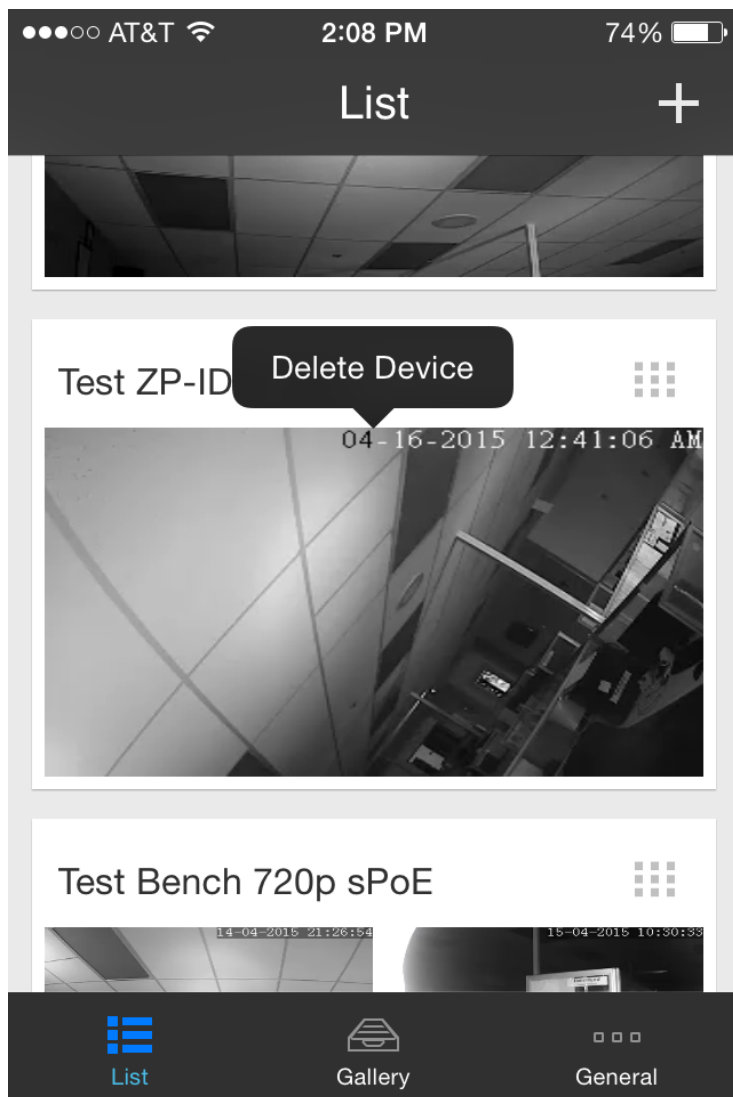 AT&T 2:08 PM 74%
List
Delete Device
Test ZP-ID
04-16-2015 12:41:06 AM
Test Bench 720p sPoE
14-04-2015 21:26:54 15-04-2015 10:30:33
List Gallery General